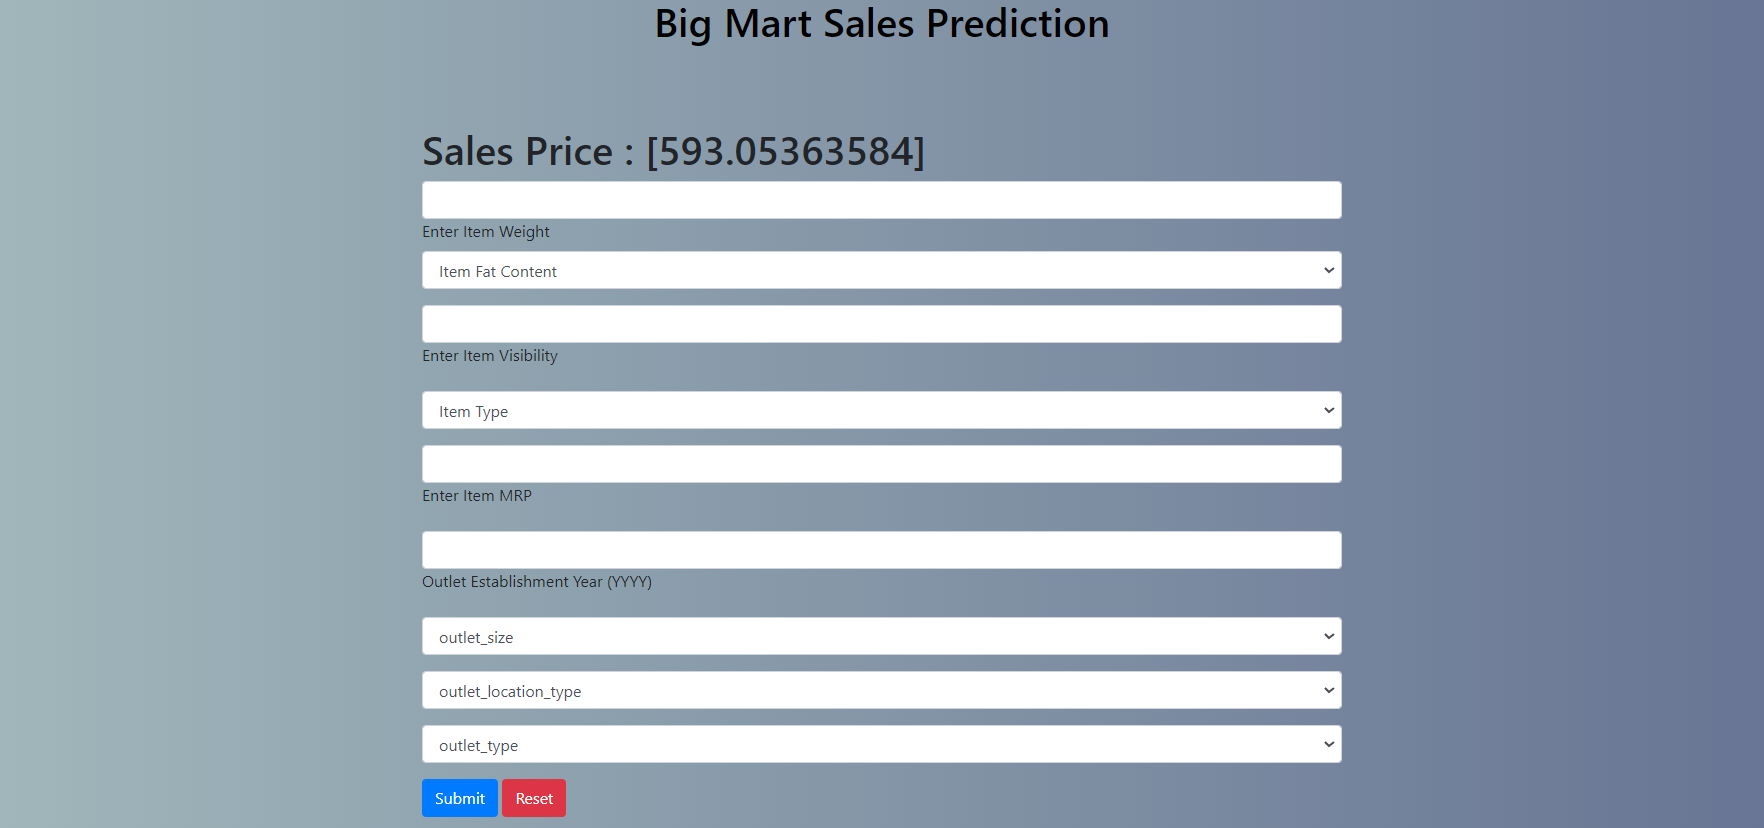 Big Mart Sales Prediction
Sales Price : [593.05363584]
Enter Item Weight
Item Fat Content
Enter Item Visibility
Item Type
Enter Item MRP
Outlet Establishment Year (YYYY)
outlet_size
outlet_location_type
outlet_type
Submit Reset